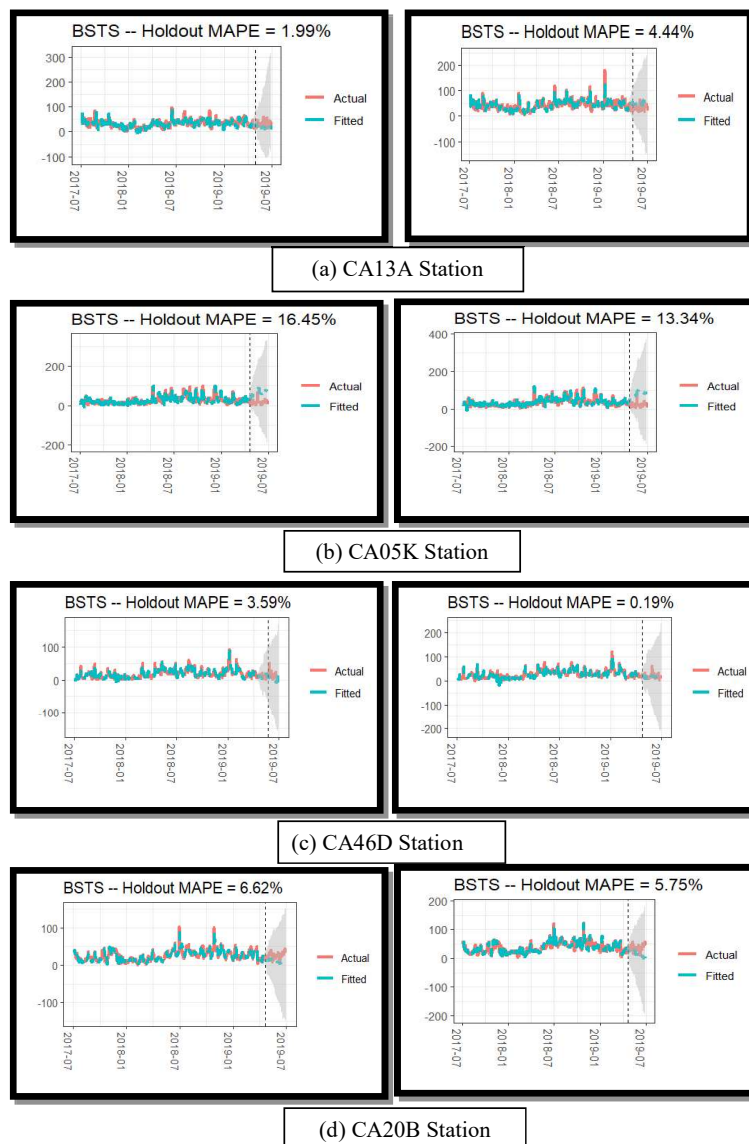 BSTS -- Holdout MAPE = 1.99%
300
200
100
0
-100
2017-07
2018-01
2018-07
2019-01
2019-07
Actual
Fitted
BSTS -- Holdout MAPE = 4.44%
200
100
0
-100
2017-07
2018-01
2018-07
2019-01
2019-07
Actual
Fitted
(a) CA13A Station
BSTS -- Holdout MAPE = 16.45%
200
0
-200
2017-07
2018-01
2018-07
2019-01
2019-07
Actual
Fitted
BSTS -- Holdout MAPE = 13.34%
400
200
0
-200
2017-07
2018-01
2018-07
2019-01
2019-07
Actual
Fitted
(b) CA05K Station
BSTS -- Holdout MAPE = 3.59%
100
0
-100
2017-07
2018-01
2018-07
2019-01
2019-07
Actual
Fitted
BSTS -- Holdout MAPE = 0.19%
200
100
0
-100
-200
2017-07
2018-01
2018-07
2019-01
2019-07
Actual
Fitted
(c) CA46D Station
BSTS -- Holdout MAPE = 6.62%
100
0
-100
2017-07
2018-01
2018-07
2019-01
2019-07
Actual
Fitted
BSTS -- Holdout MAPE = 5.75%
200
100
0
-100
-200
2017-07
2018-01
2018-07
2019-01
2019-07
Actual
Fitted
(d) CA20B Station